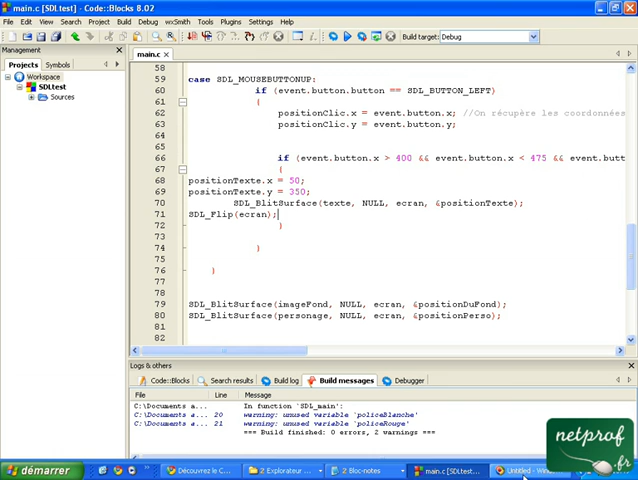 main.c [SDLtest] - Code::Blocks 8.02
File Edit View Search Project Build Debug wxSmith Tools Plugins Settings Help
Build target: Debug
Management
main.c
Projects Symbols
Workspace
SDLtest
Sources
58
59 case SDL_MOUSEBUTTONUP:
60 if (event.button.button == SDL_BUTTON_LEFT)
61 {
62 positionClic.x = event.button.x; //On récupère les coordonnées
63 positionClic.y = event.button.y;
64
65
66 if (event.button.x > 400 && event.button.x < 475 && event.butt
67 {
68 positionTexte.x = 50;
69 positionTexte.y = 350;
70 SDL_BlitSurface(texte, NULL, ecran, &positionTexte);
71 SDL_Flip(ecran);
72 }
73
74 }
75
76 }
77
78
79 SDL_BlitSurface(imageFond, NULL, ecran, &positionDuFond);
80 SDL_BlitSurface(personage, NULL, ecran, &positionPerso);
81
82
Logs & others
Code::Blocks Search results Build log Build messages Debugger
File Line Message
C:\Documents a... In function `SDL_main':
C:\Documents a... 20 warning: unused variable `policeBlanche'
C:\Documents a... 21 warning: unused variable `policeRouge'
=== Build finished: 0 errors, 2 warnings ===
netprof
.fr
démarrer Découvrez le C... 2 Explorateur ... 2 Bloc-notes main.c [SDLtest... Untitled - Win...